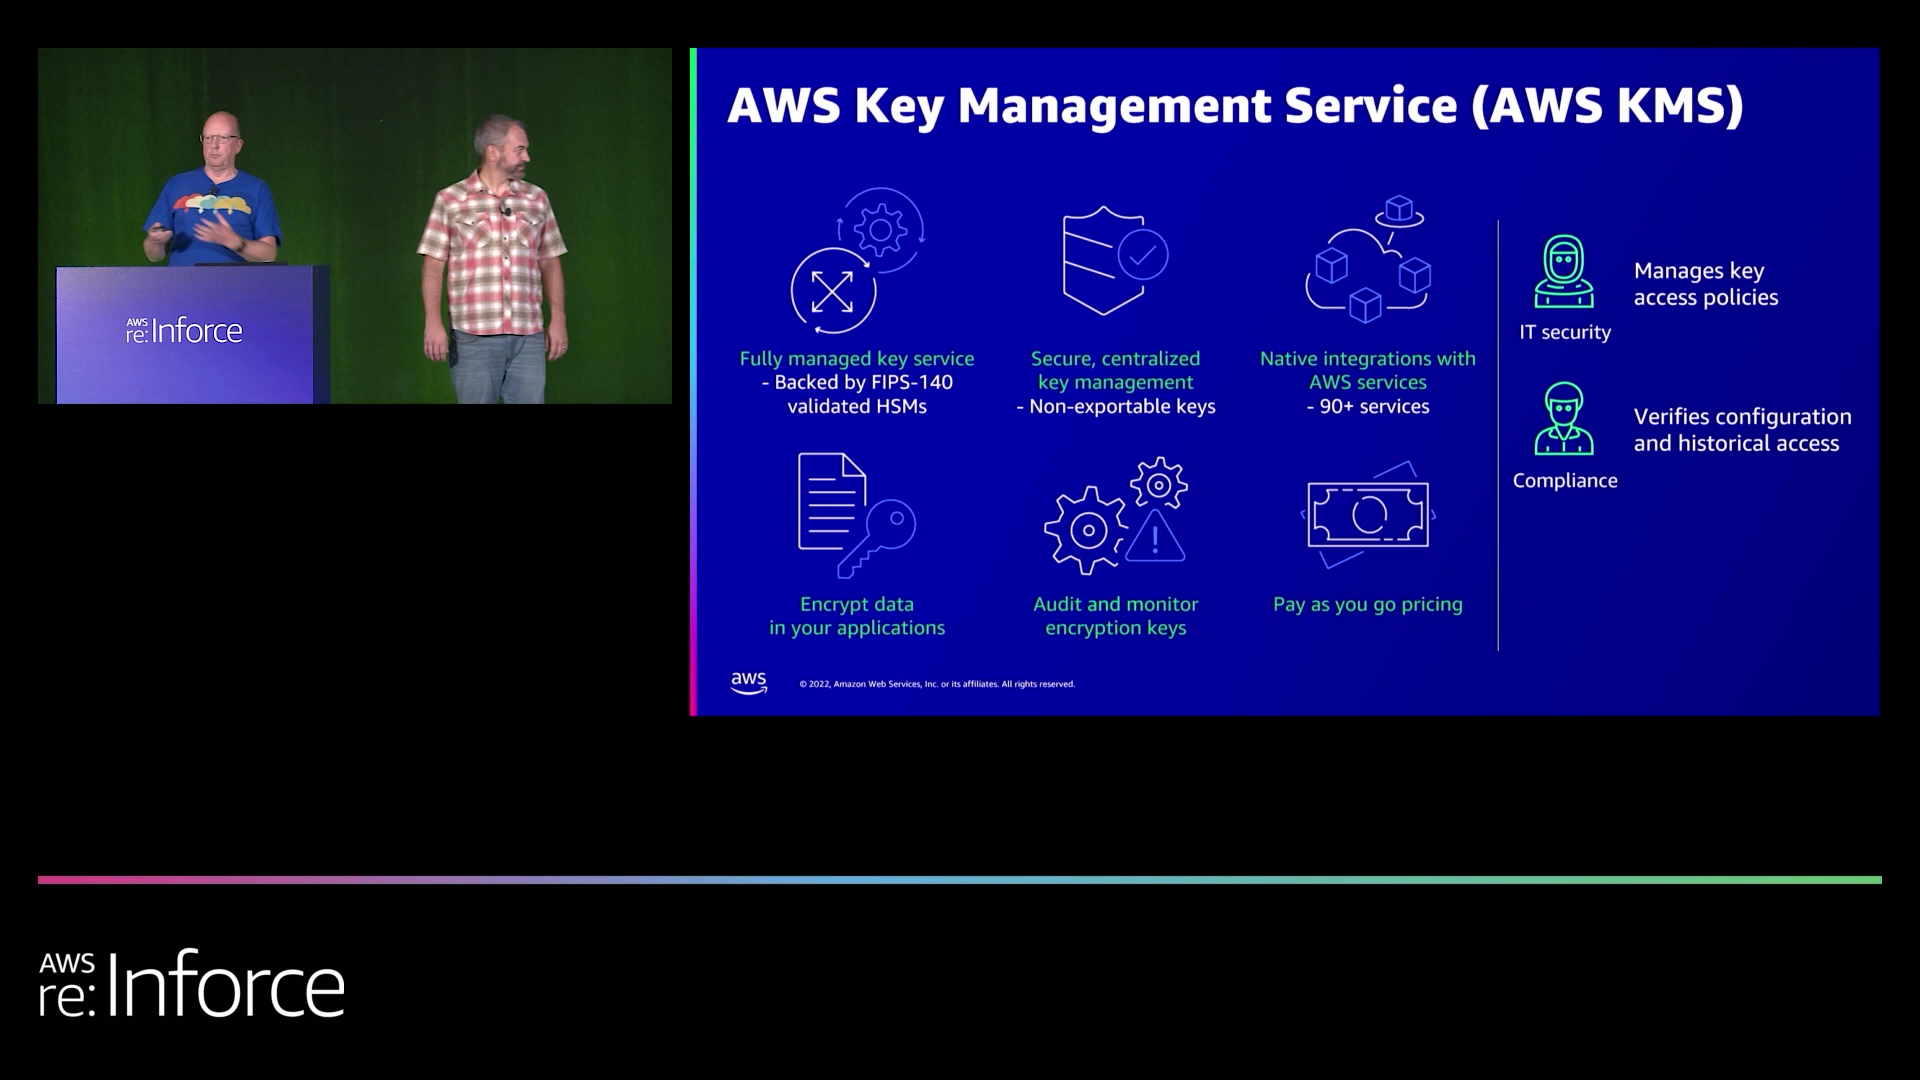 AWS
re:Inforce
AWS Key Management Service (AWS KMS)
Fully managed key service
- Backed by FIPS-140
validated HSMs
Secure, centralized
key management
- Non-exportable keys
Native integrations with
AWS services
- 90+ services
Encrypt data
in your applications
Audit and monitor
encryption keys
Pay as you go pricing
IT security
Manages key
access policies
Compliance
Verifies configuration
and historical access
aws
© 2022, Amazon Web Services, Inc. or its affiliates. All rights reserved.
AWS
re:Inforce